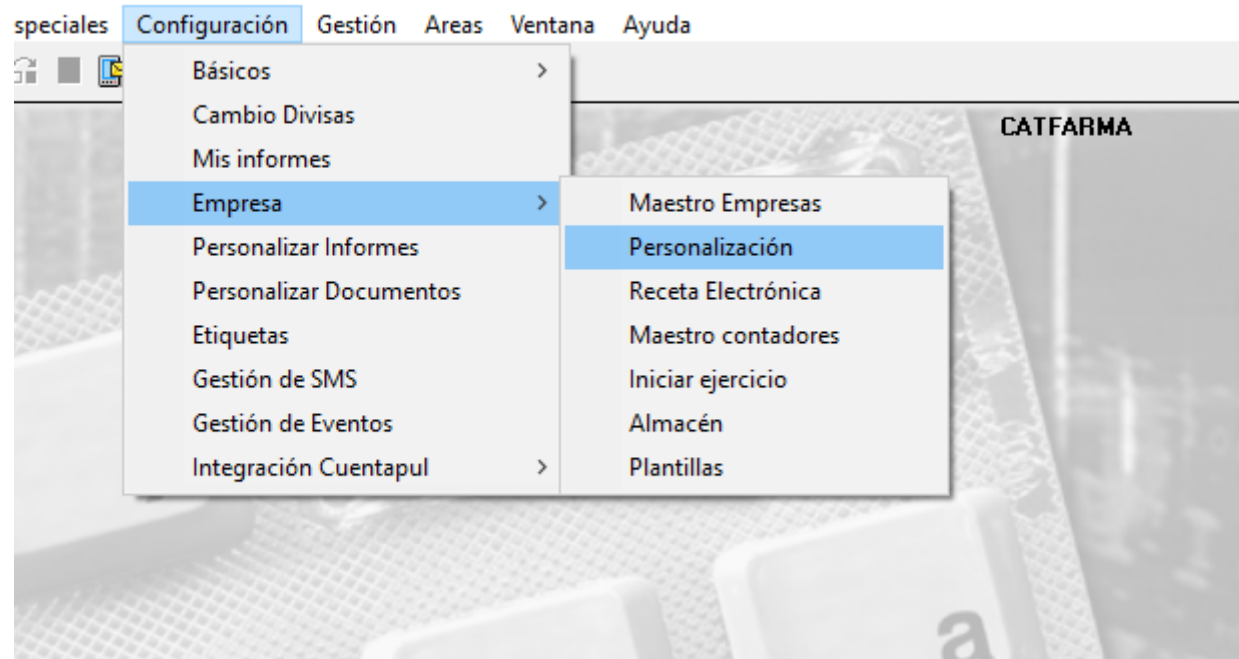 speciales Configuración Gestión Areas Ventana Ayuda
Básicos
Cambio Divisas
CATFARMA
Mis informes
Empresa
Maestro Empresas
Personalizar Informes
Personalización
Personalizar Documentos
Receta Electrónica
Etiquetas
Maestro contadores
Gestión de SMS
Iniciar ejercicio
Gestión de Eventos
Almacén
Integración Cuentapul
Plantillas
a